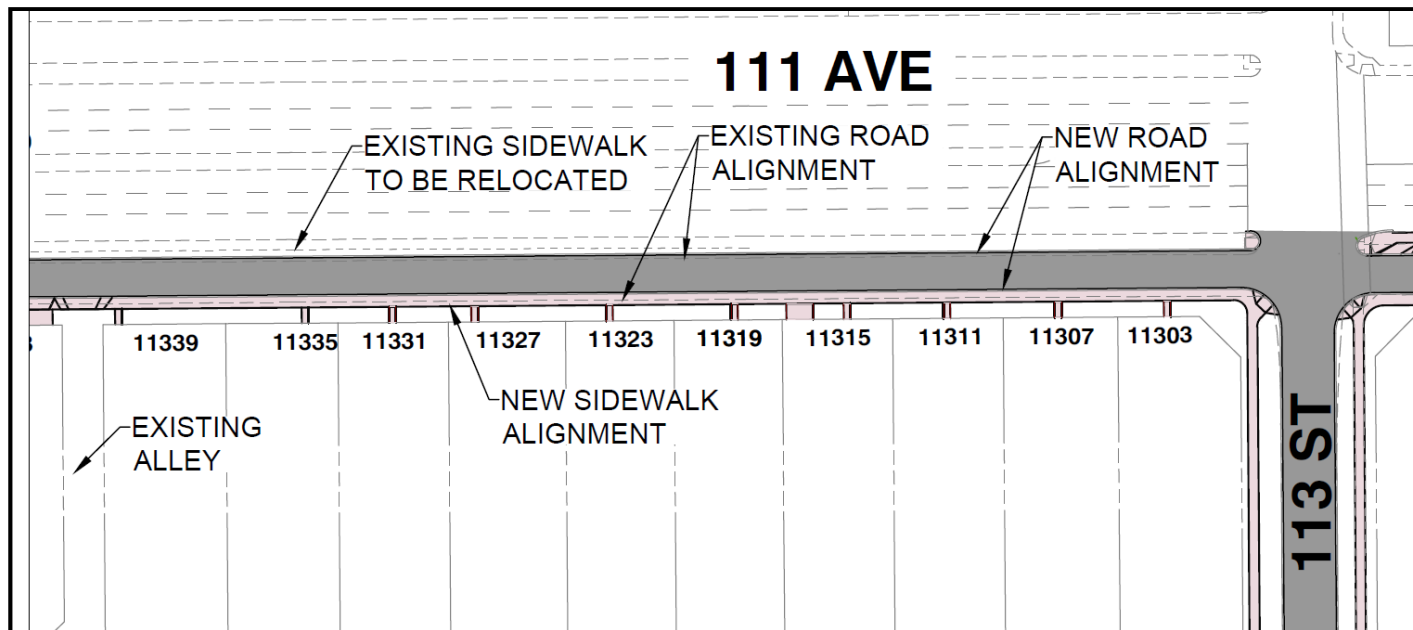 111 AVE
EXISTING SIDEWALK
TO BE RELOCATED
EXISTING ROAD
ALIGNMENT
NEW ROAD
ALIGNMENT
11339
11335
11331
11327
11323
11319
11315
11311
11307
11303
NEW SIDEWALK
ALIGNMENT
EXISTING
ALLEY
113 ST